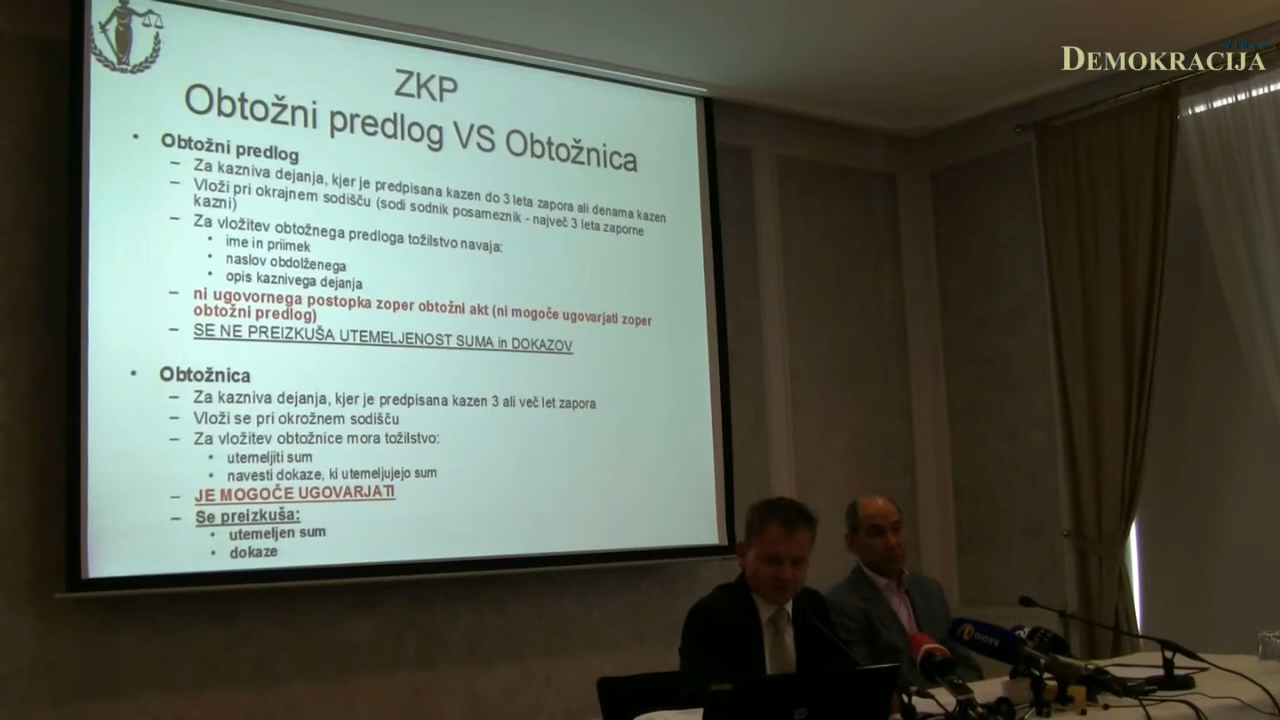 Video
DEMOKRACIJA
ZKP
Obtožni predlog VS Obtožnica
• Obtožni predlog
– Za kazniva dejanja, kjer je predpisana kazen do 3 leta zapora ali denarna kazen
– Vloži pri okrajnem sodišču (sodi sodnik posameznik - največ 3 leta zaporne
kazni)
– Za vložitev obtožnega predloga tožilstvo navaja:
• ime in priimek
• naslov obdolženega
• opis kaznivega dejanja
– ni ugovornega postopka zoper obtožni akt (ni mogoče ugovarjati zoper
obtožni predlog)
– SE NE PREIZKUŠA UTEMELJENOST SUMA in DOKAZOV
• Obtožnica
– Za kazniva dejanja, kjer je predpisana kazen 3 ali več let zapora
– Vloži se pri okrožnem sodišču
– Za vložitev obtožnice mora tožilstvo:
• utemeljiti sum
• navesti dokaze, ki utemeljujejo sum
– JE MOGOČE UGOVARJATI
– Se preizkuša:
• utemeljen sum
• dokaze